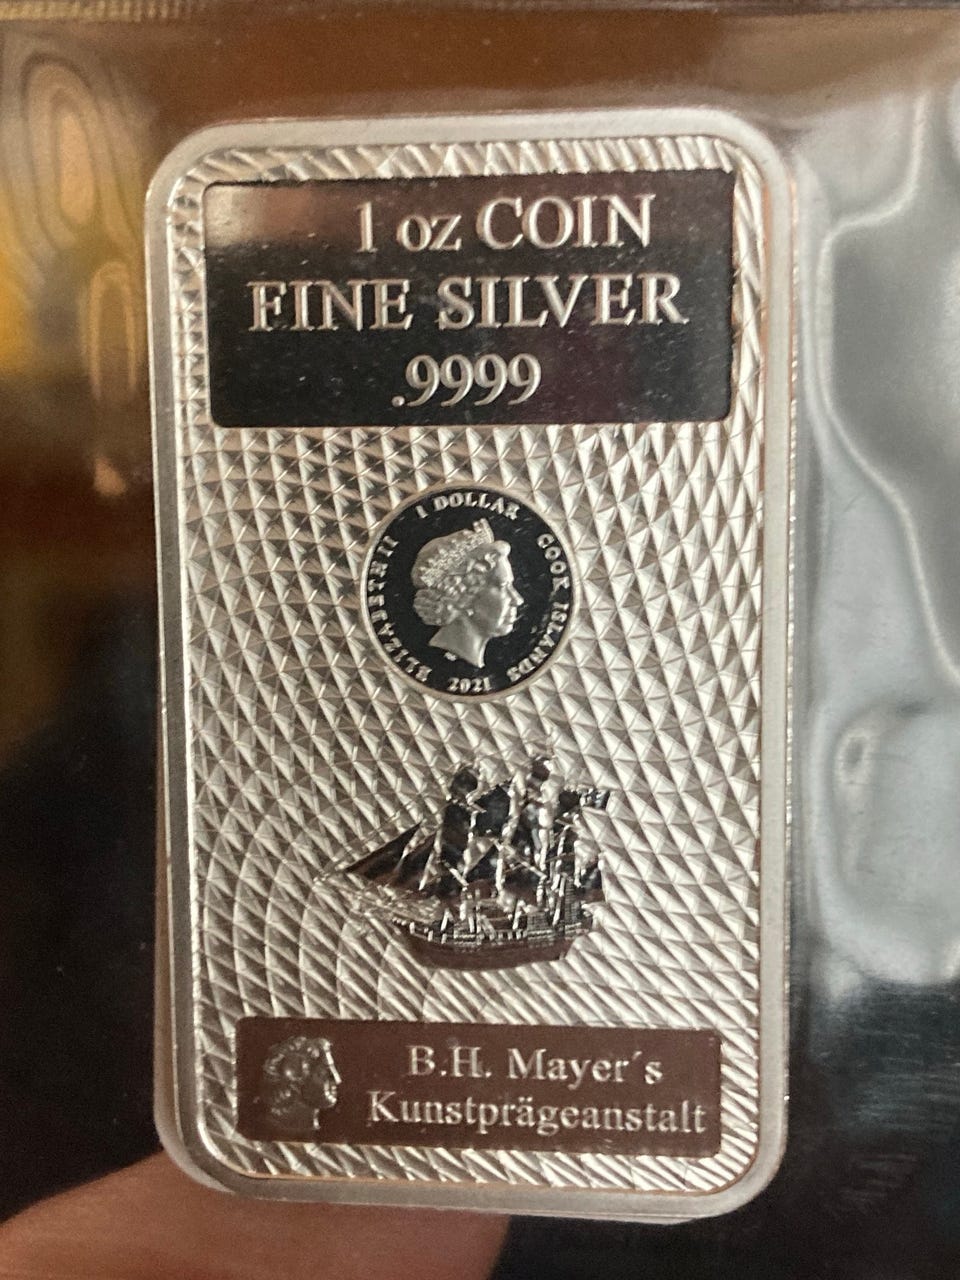 1 oz COIN
FINE SILVER
.9999
ELIZABETH II 1 DOLLAR COOK ISLANDS
2021
B.H. Mayer´s
Kunstprägeanstalt